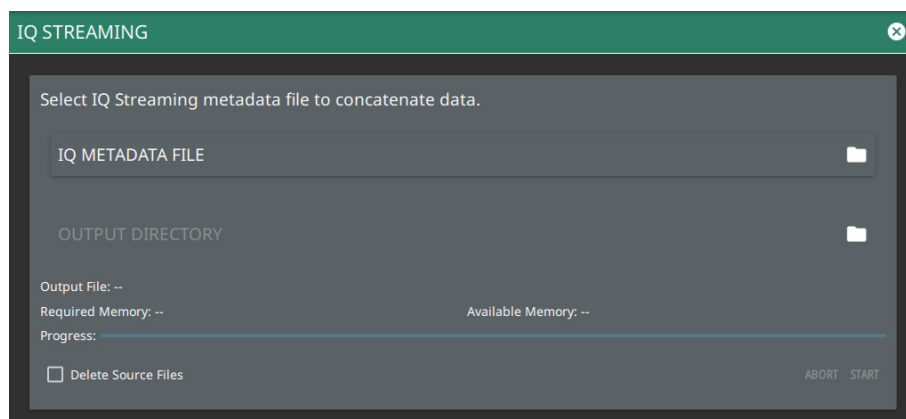 IQ STREAMING
Select IQ Streaming metadata file to concatenate data.
IQ METADATA FILE
OUTPUT DIRECTORY
Output File: --
Required Memory: -- Available Memory: --
Progress:
Delete Source Files ABORT START